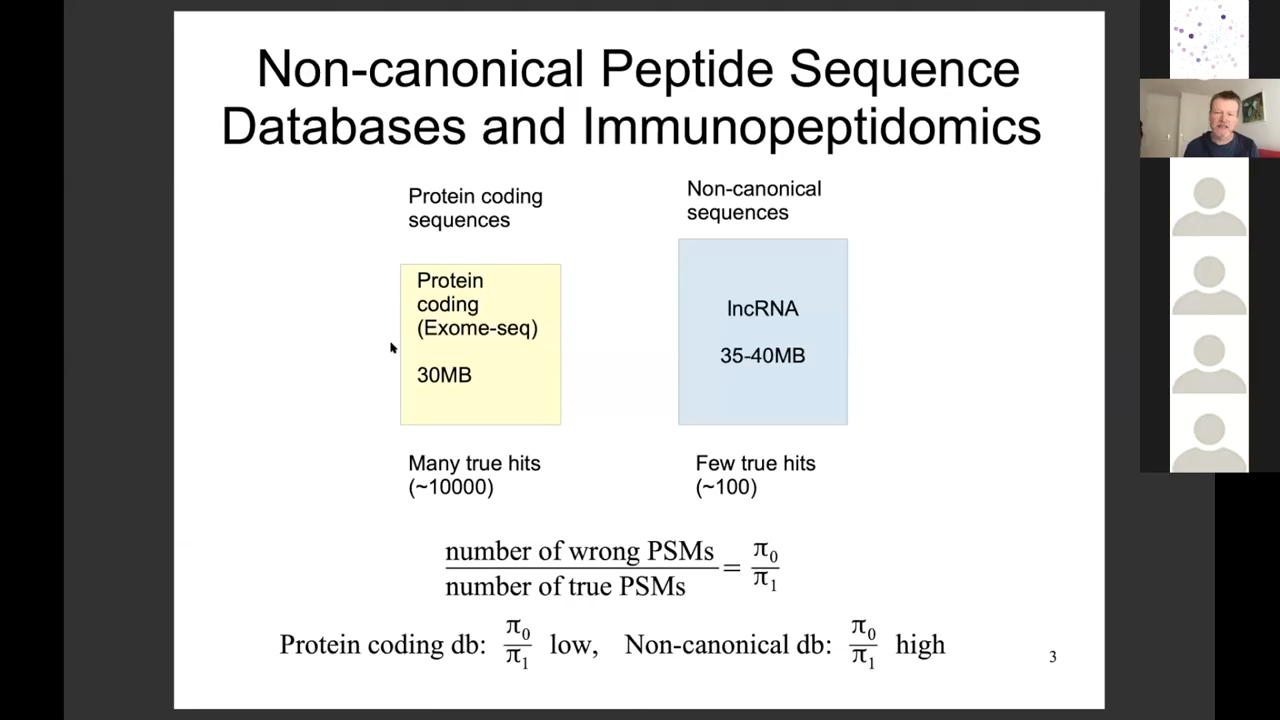 Non-canonical Peptide Sequence
Databases and Immunopeptidomics
Protein coding
sequences
Non-canonical
sequences
Protein
coding
(Exome-seq)
30MB
lncRNA
35-40MB
Many true hits
(~10000)
Few true hits
(~100)
number of wrong PSMs
number of true PSMs
= π₀
π₁
Protein coding db: π₀/π₁ low, Non-canonical db: π₀/π₁ high
3